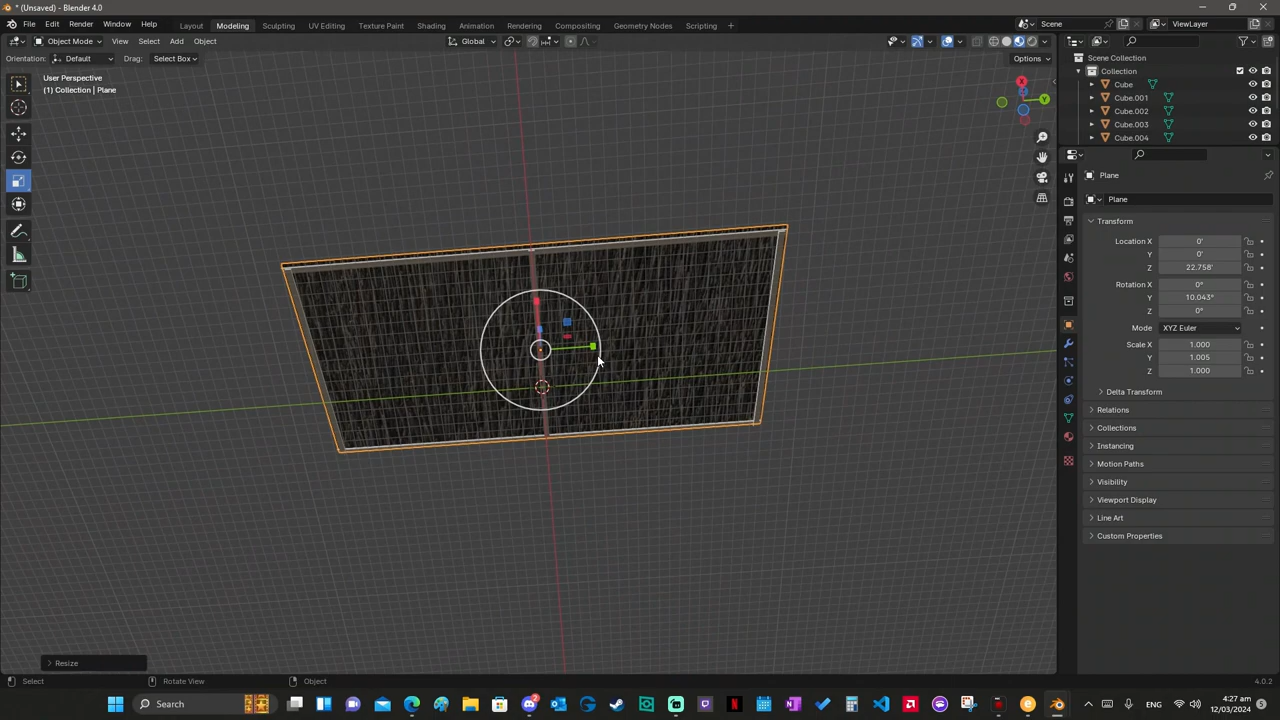 * (Unsaved) - Blender 4.0
File Edit Render Window Help Layout Modeling Sculpting UV Editing Texture Paint Shading Animation Rendering Compositing Geometry Nodes Scripting + Scene ViewLayer
Object Mode View Select Add Object Global
Orientation: Default Drag: Select Box Options
User Perspective
(1) Collection | Plane
X
Y
Scene Collection
Collection
Cube
Cube.001
Cube.002
Cube.003
Cube.004
Plane
Plane
Transform
Location X 0'
Y 0'
Z 22.758'
Rotation X 0°
Y 10.043°
Z 0°
Mode XYZ Euler
Scale X 1.000
Y 1.005
Z 1.000
Delta Transform
Relations
Collections
Instancing
Motion Paths
Visibility
Viewport Display
Line Art
Custom Properties
Resize
Select Rotate View Object 4.0.2
Search 2 ENG 4:27 am
12/03/2024